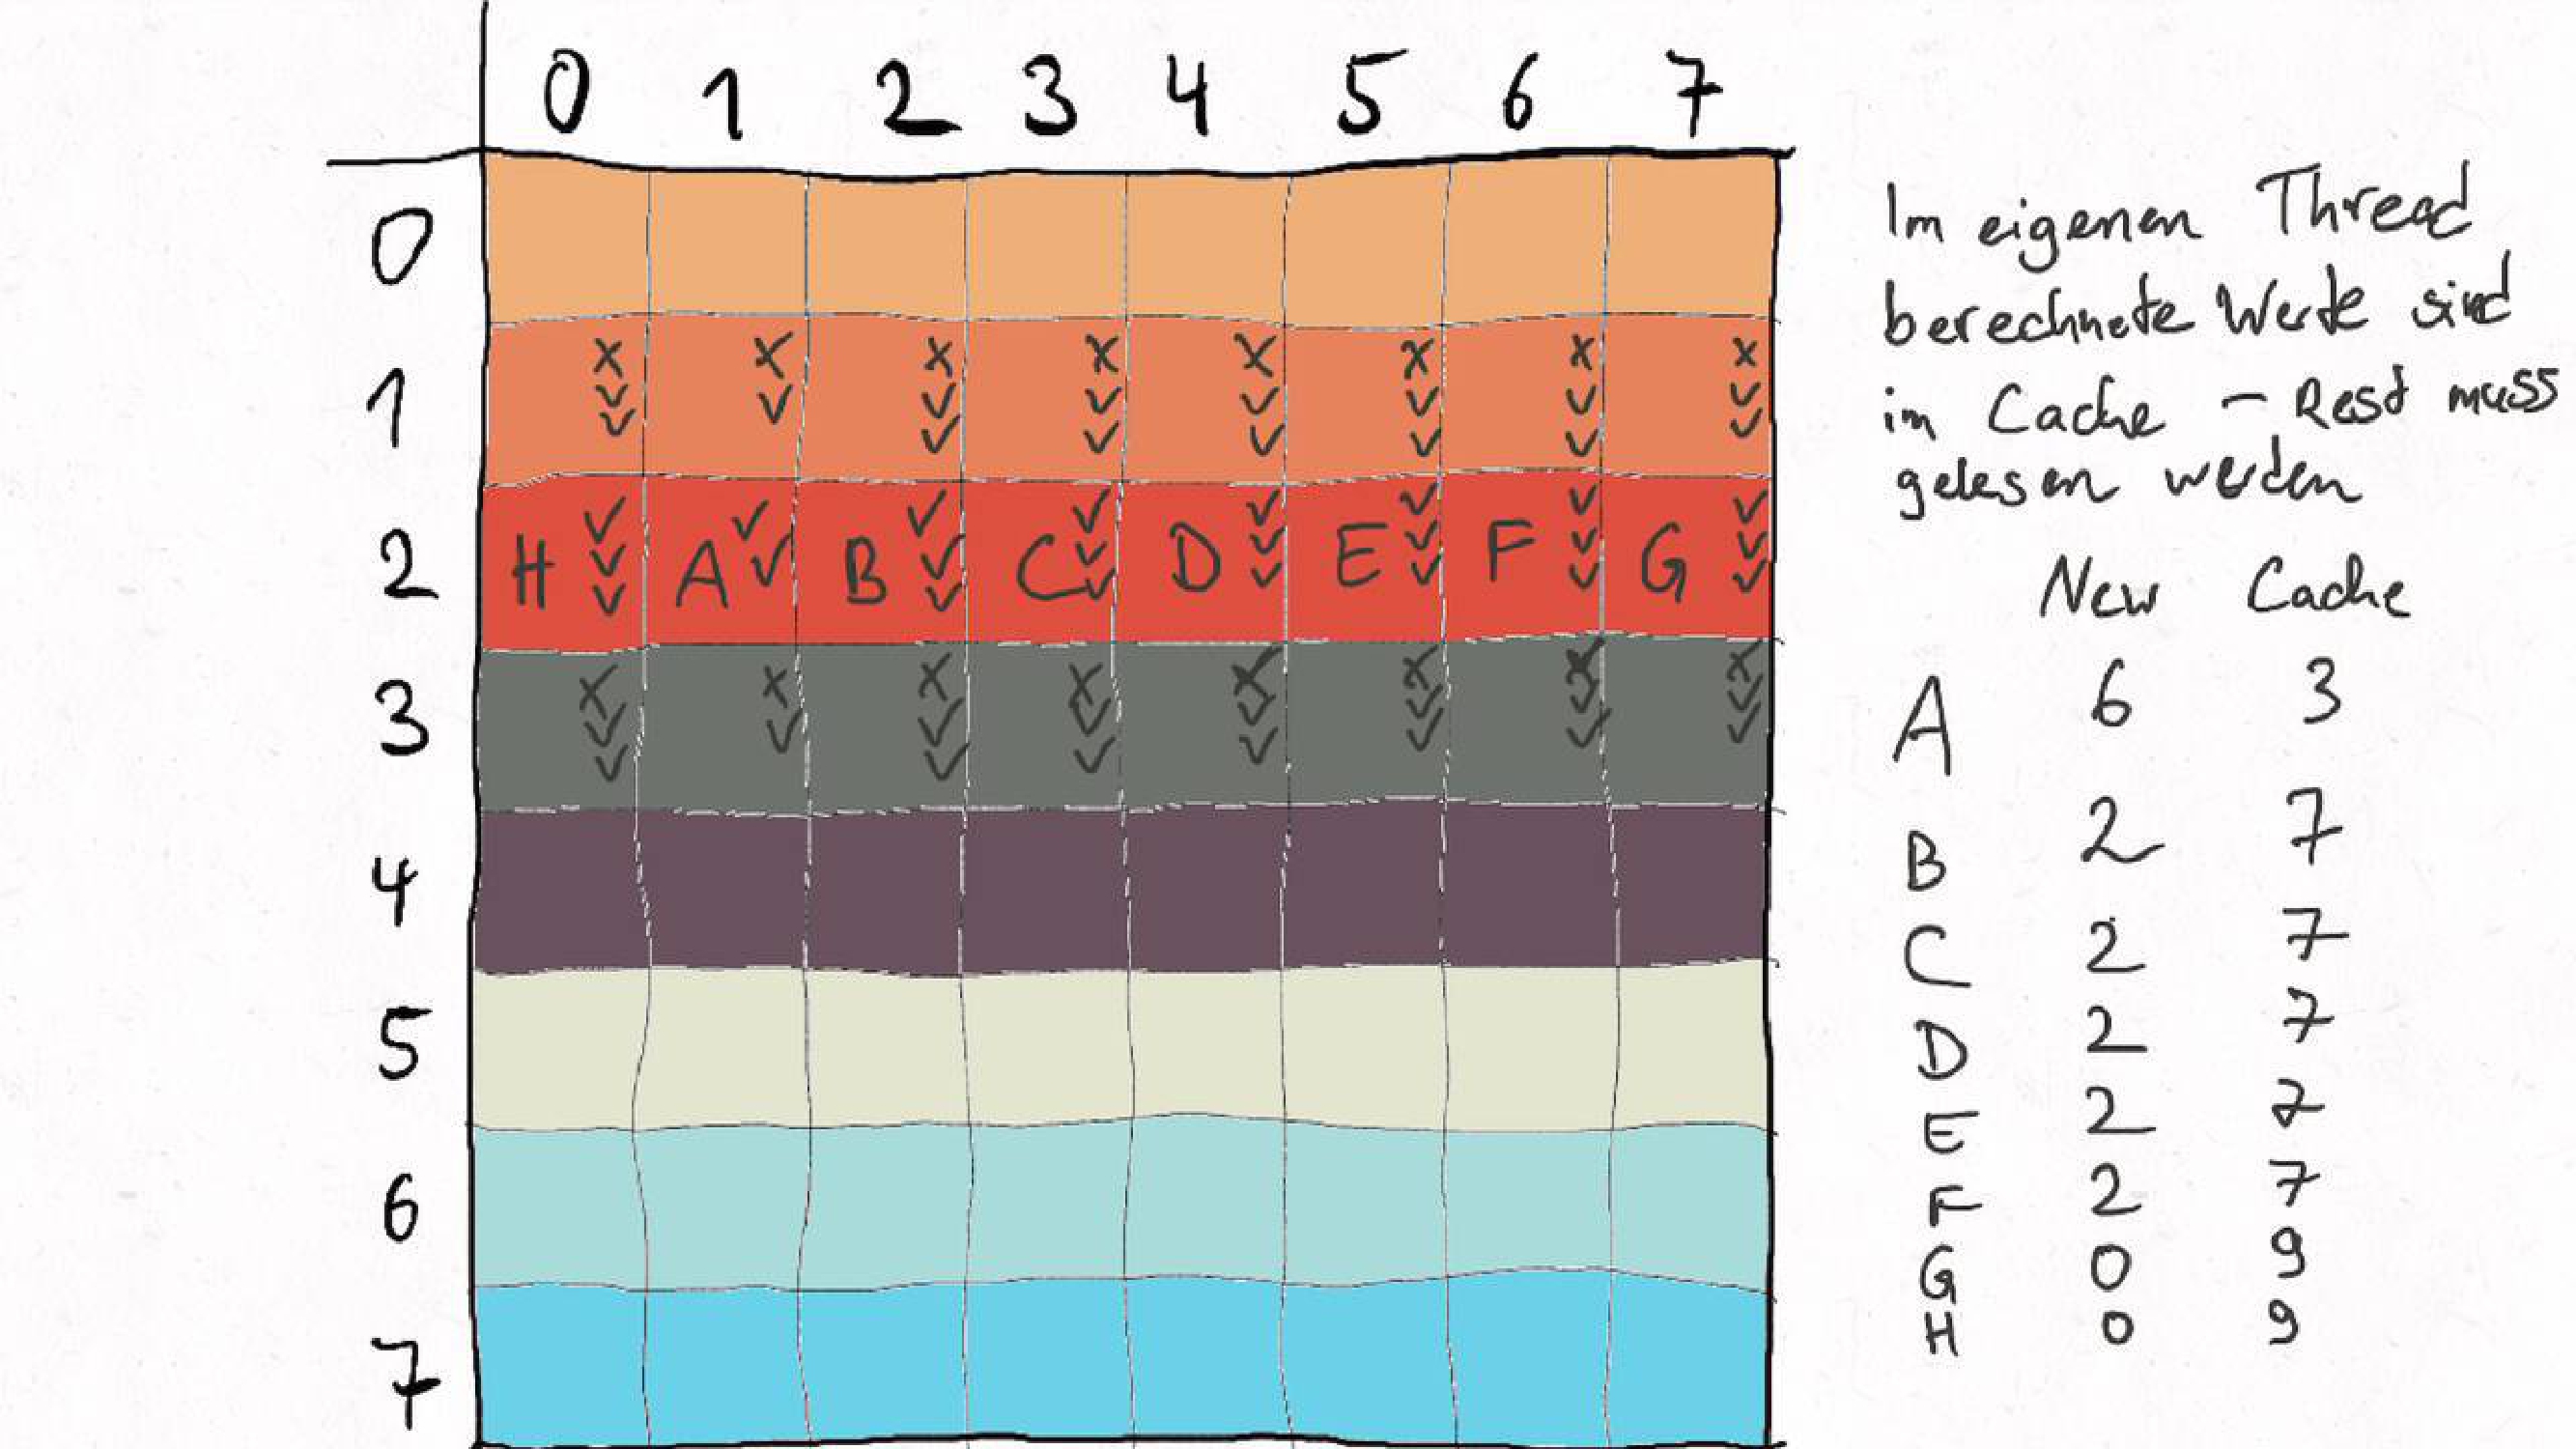 0 1 2 3 4 5 6 7
0
1 x x x x x x x x
✓ ✓ ✓ ✓ ✓ ✓ ✓ ✓
✓ ✓ ✓ ✓ ✓ ✓ ✓
2 H ✓ A ✓ B ✓ C ✓ D ✓ E ✓ F ✓ G ✓
✓ ✓ ✓ ✓ ✓ ✓ ✓ ✓
✓ ✓ ✓ ✓ ✓ ✓ ✓
3 x x x x x x x x
✓ ✓ ✓ ✓ ✓ ✓ ✓ ✓
✓ ✓ ✓ ✓ ✓ ✓ ✓
4
5
6
7
Im eigenen Thread
berechnete Werte sind
im Cache – Rest muss
gelesen werden
New Cache
A 6 3
B 2 7
C 2 7
D 2 7
E 2 7
F 2 7
G 0 9
H 0 9